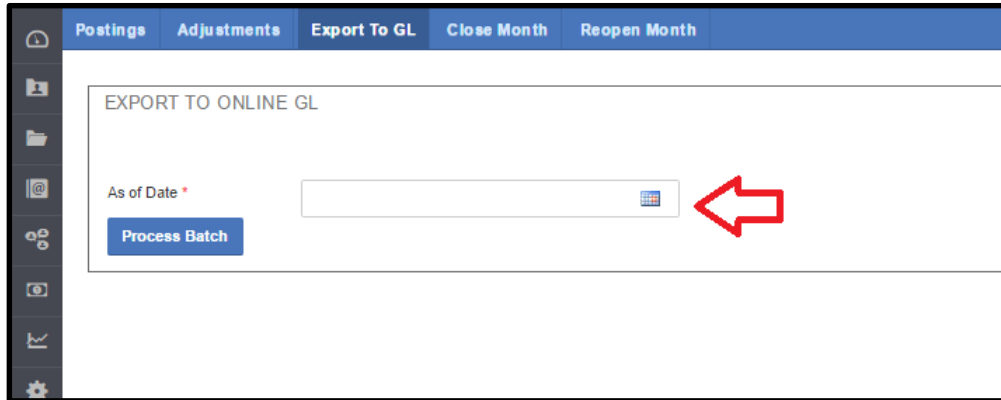 Postings Adjustments Export To GL Close Month Reopen Month
EXPORT TO ONLINE GL
As of Date *
Process Batch